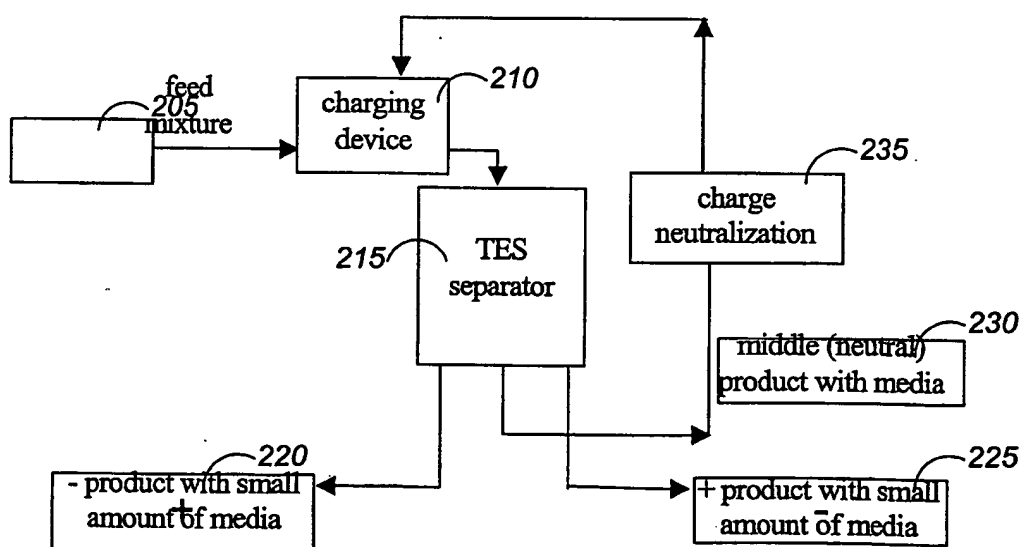 210
feed
205
mixture
charging
device
235
charge
neutralization
215
TES
separator
230
middle (neutral)
product with media
220
- product with small
+
amount of media
225
+ product with small
-
amount of media